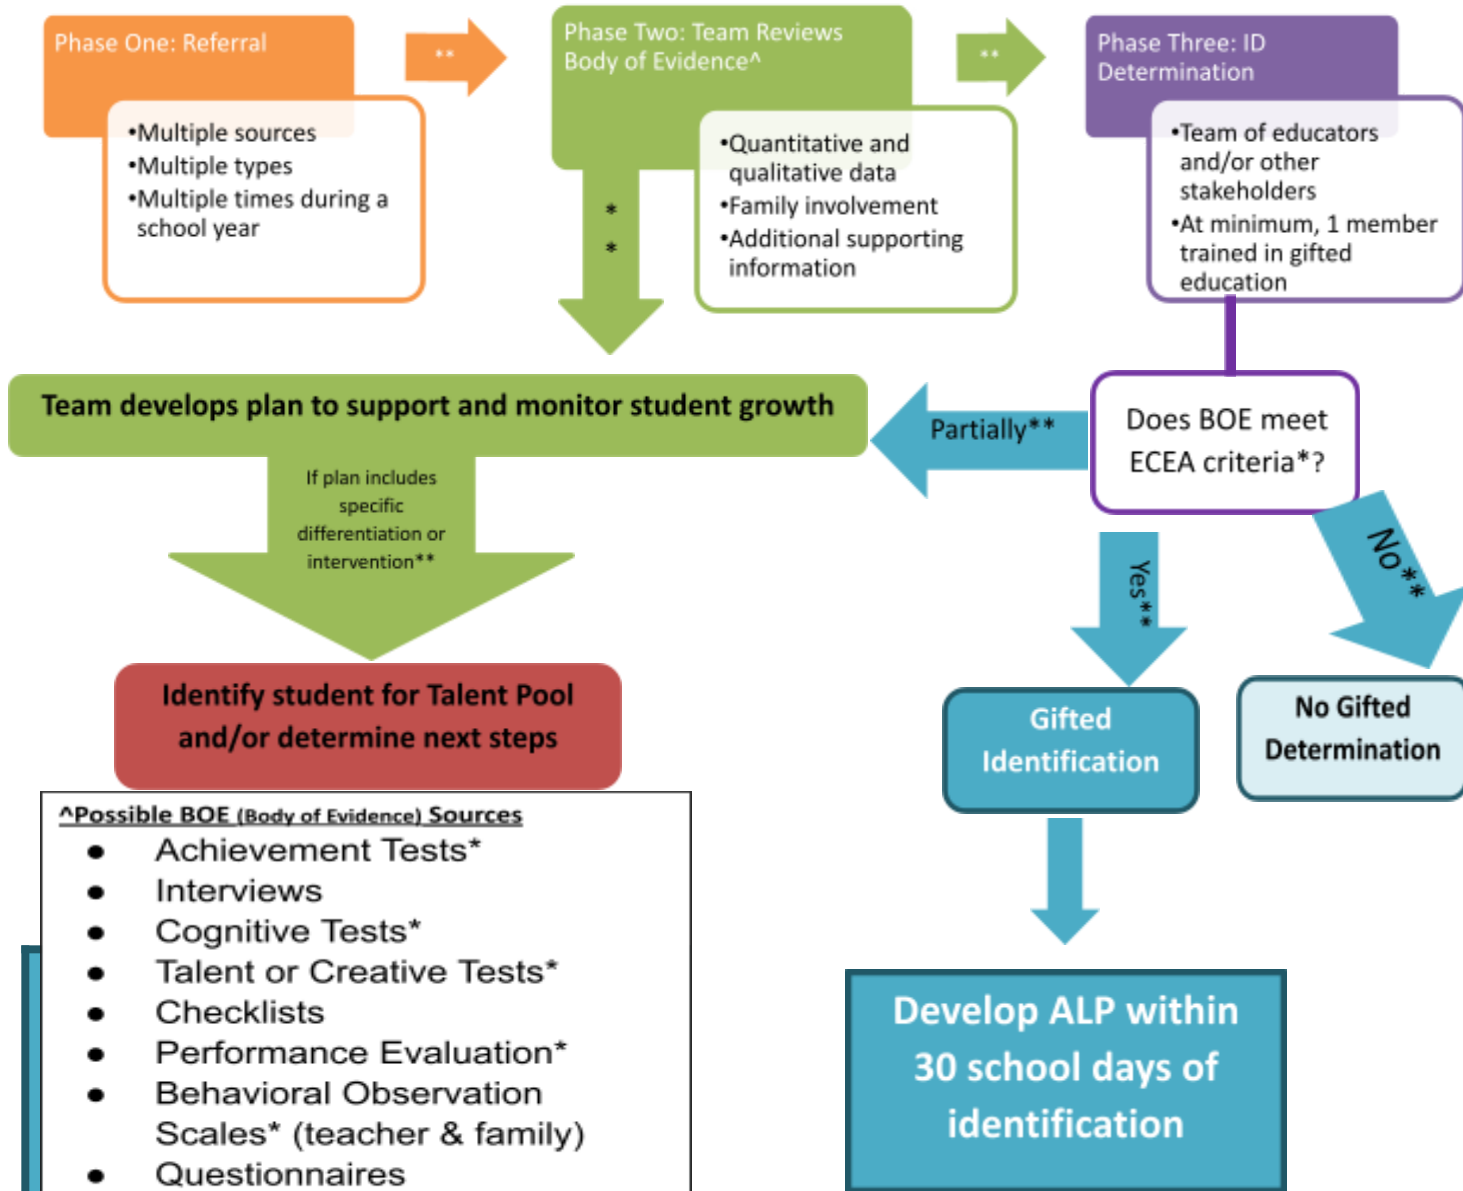 Phase One: Referral
•Multiple sources
•Multiple types
•Multiple times during a
school year
**
Phase Two: Team Reviews
Body of Evidence^
•Quantitative and
qualitative data
•Family involvement
•Additional supporting
information
**
Phase Three: ID
Determination
•Team of educators
and/or other
stakeholders
•At minimum, 1 member
trained in gifted
education
*
*
Team develops plan to support and monitor student growth
Partially**
Does BOE meet
ECEA criteria*?
If plan includes
specific
differentiation or
intervention**
Yes**
No**
Identify student for Talent Pool
and/or determine next steps
Gifted
Identification
No Gifted
Determination
^Possible BOE (Body of Evidence) Sources
● Achievement Tests*
● Interviews
● Cognitive Tests*
● Talent or Creative Tests*
● Checklists
● Performance Evaluation*
● Behavioral Observation
Scales* (teacher & family)
● Questionnaires
Develop ALP within
30 school days of
identification